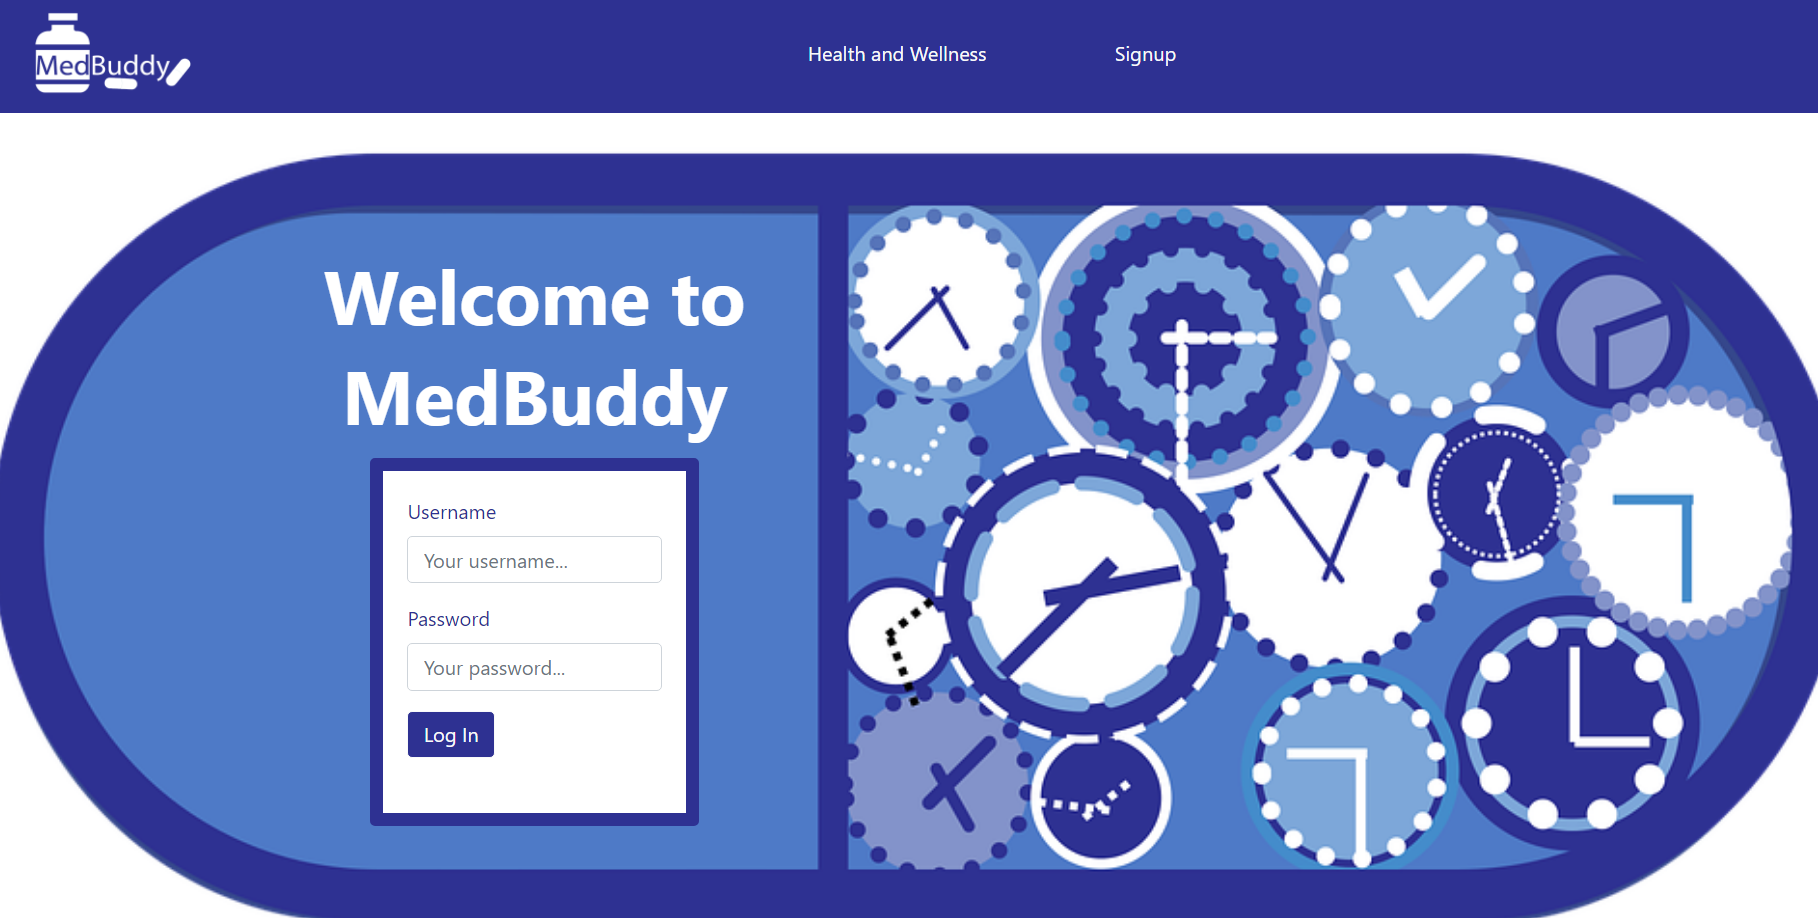 MedBuddy
Health and Wellness
Signup
Welcome to
MedBuddy
Username
Your username...
Password
Your password...
Log In